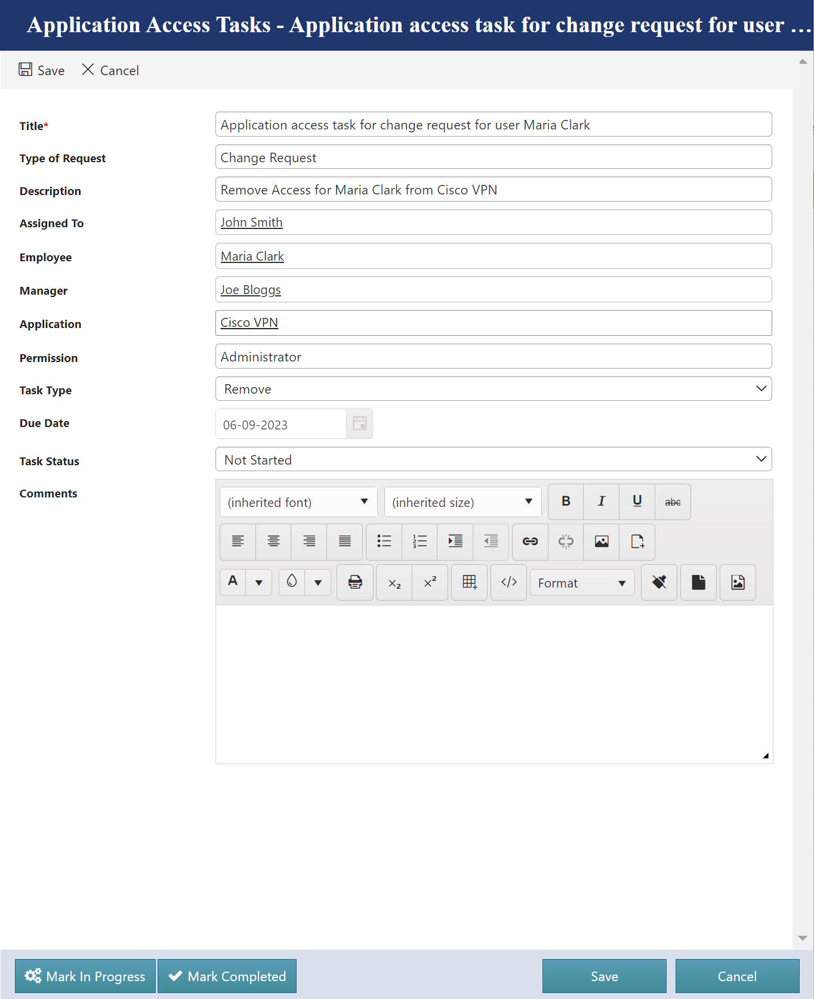 Application Access Tasks - Application access task for change request for user ...
Save Cancel
Title* Application access task for change request for user Maria Clark
Type of Request Change Request
Description Remove Access for Maria Clark from Cisco VPN
Assigned To John Smith
Employee Maria Clark
Manager Joe Bloggs
Application Cisco VPN
Permission Administrator
Task Type Remove
Due Date 06-09-2023
Task Status Not Started
Comments
(inherited font) (inherited size) B I U abc
A x₂ x² </> Format
Mark In Progress Mark Completed Save Cancel